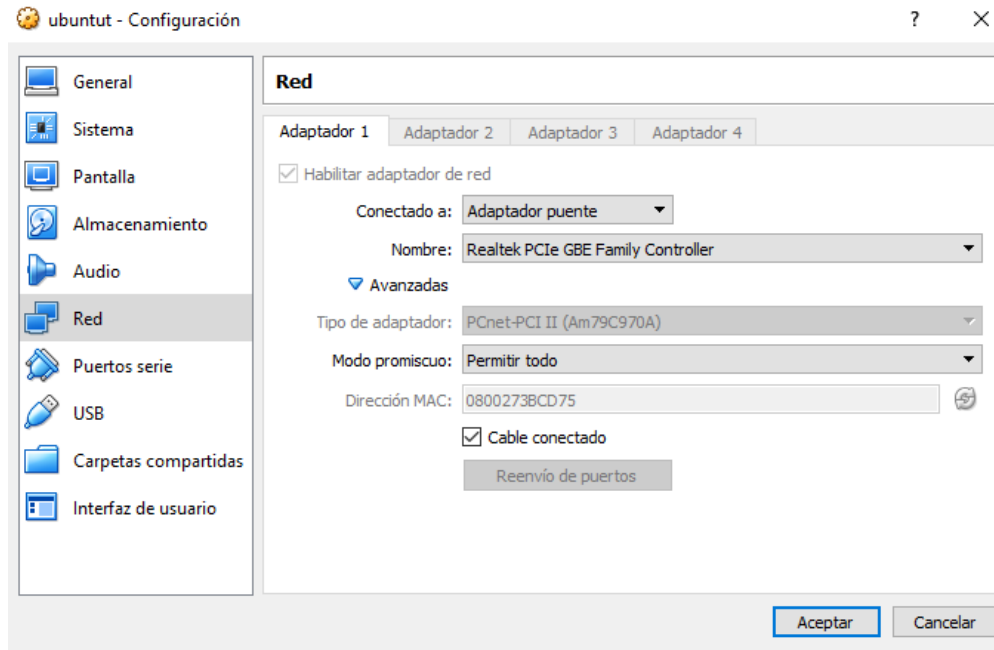 ubuntut - Configuración
?
General
Sistema
Pantalla
Almacenamiento
Audio
Red
Puertos serie
USB
Carpetas compartidas
Interfaz de usuario
Red
Adaptador 1 Adaptador 2 Adaptador 3 Adaptador 4
Habilitar adaptador de red
Conectado a: Adaptador puente
Nombre: Realtek PCIe GBE Family Controller
Avanzadas
Tipo de adaptador: PCnet-PCI II (Am79C970A)
Modo promiscuo: Permitir todo
Dirección MAC: 0800273BCD75
Cable conectado
Reenvío de puertos
Aceptar Cancelar